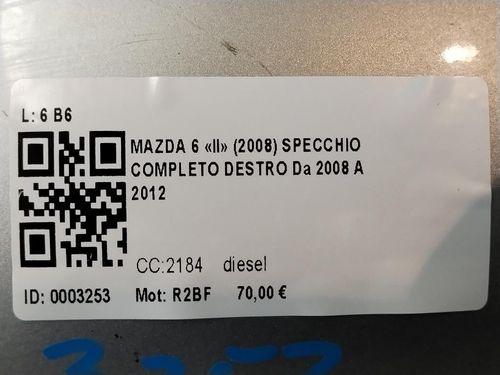 L: 6 B6
MAZDA 6 «II» (2008) SPECCHIO
COMPLETO DESTRO Da 2008 A
2012
CC:2184 diesel
ID: 0003253 Mot: R2BF 70,00 €
3253